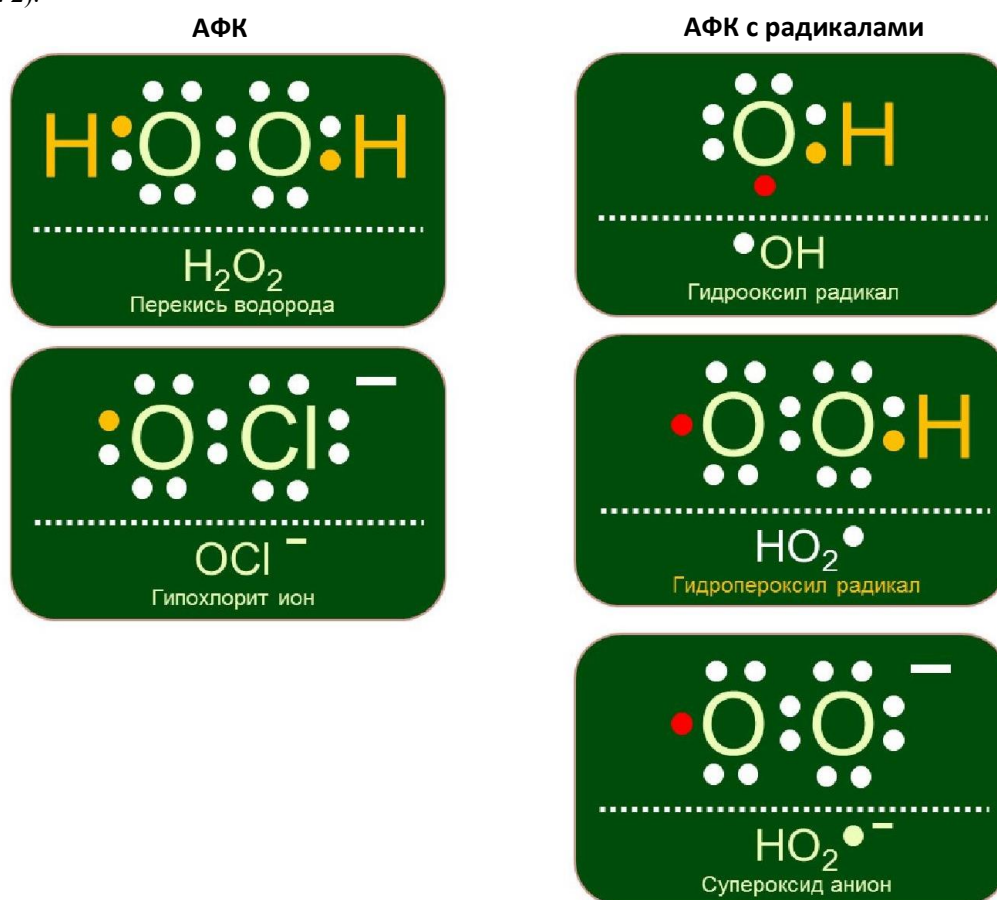 2).
АФК
АФК с радикалами
H O O H
H₂O₂
Перекись водорода
O H
•OH
Гидрооксил радикал
O Cl −
OCl −
Гипохлорит ион
O O H
HO₂•
Гидропероксил радикал
O O −
HO₂•−
Супероксид анион